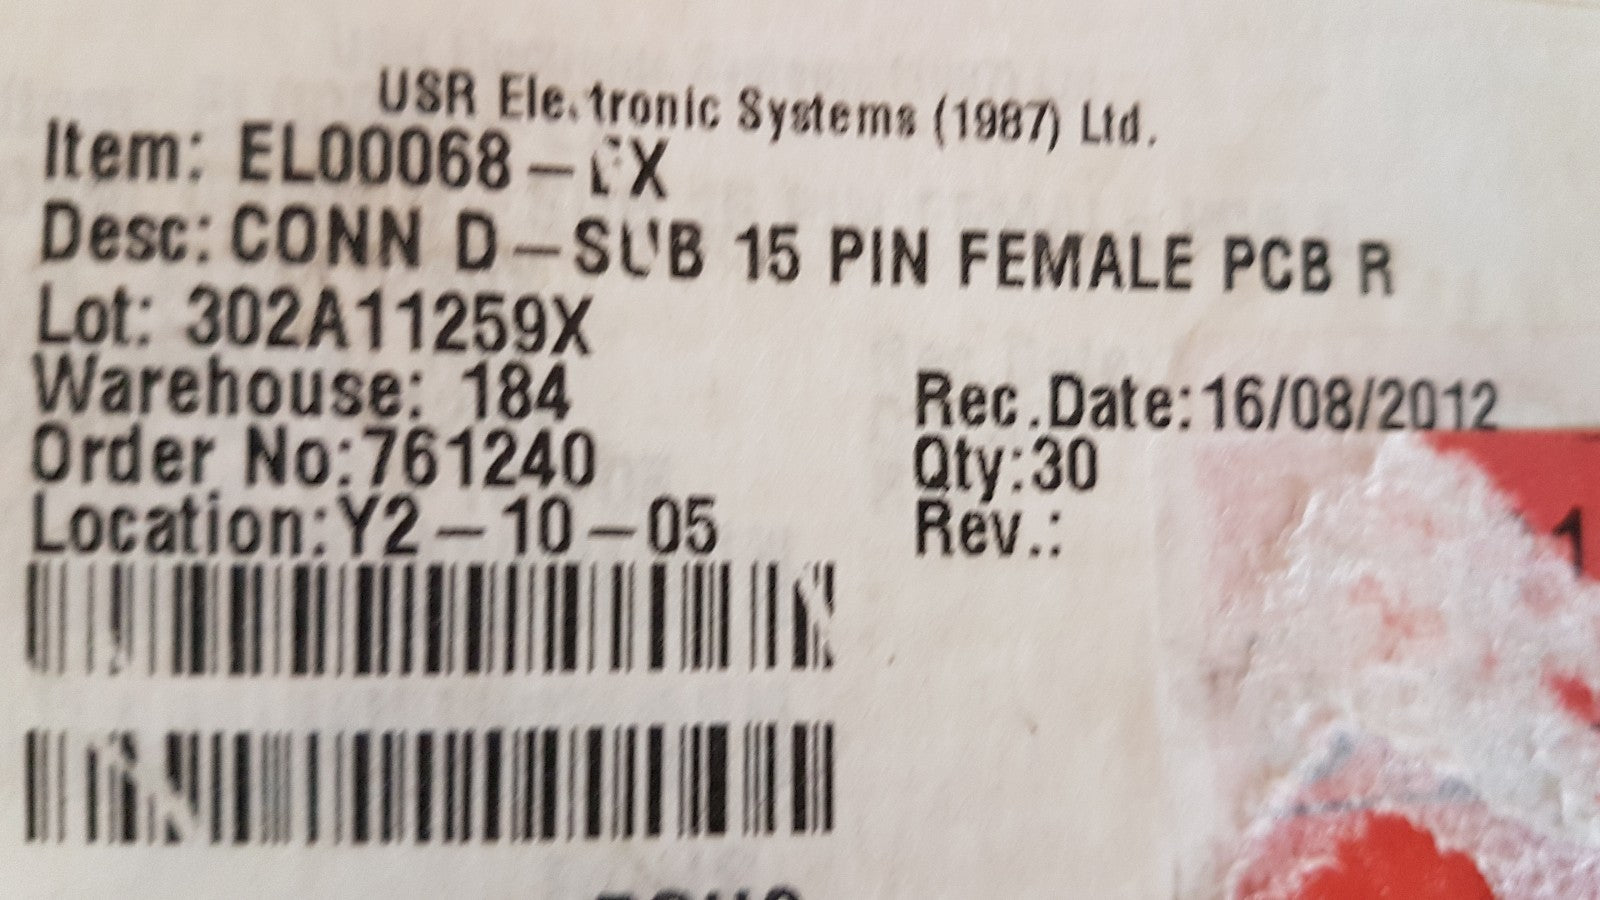 USR Electronic Systems (1987) Ltd.
Item:
Desc: CONN D-SUB 15 PIN FEMALE PCB R
Lot: 302A11259X
Warehouse: 184
Rec.Date:16/08/2012
Order No:761240
Qty:30
Location:Y2-10-05
Rev.:
1